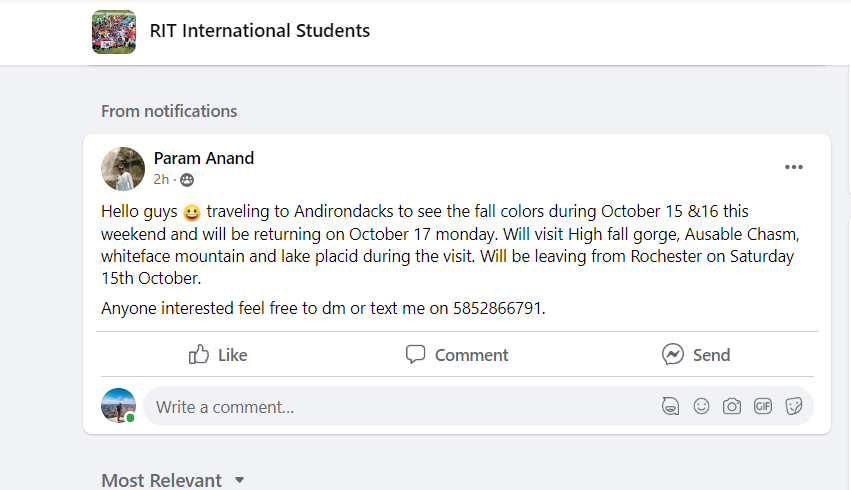 RIT International Students
From notifications
Param Anand
2h ·
Hello guys 😀 traveling to Andirondacks to see the fall colors during October 15 &16 this
weekend and will be returning on October 17 monday. Will visit High fall gorge, Ausable Chasm,
whiteface mountain and lake placid during the visit. Will be leaving from Rochester on Saturday
15th October.
Anyone interested feel free to dm or text me on 5852866791.
Like Comment Send
Write a comment... GIF
Most Relevant